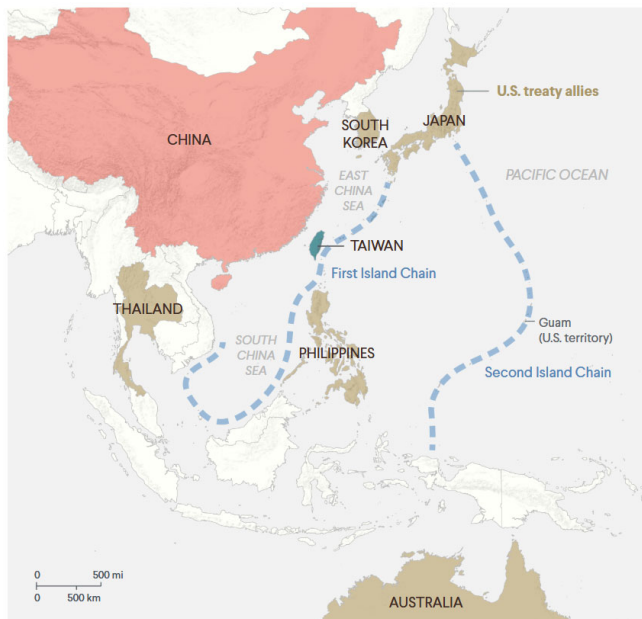 U.S. treaty allies
CHINA
SOUTH
KOREA
JAPAN
EAST
CHINA
SEA
PACIFIC OCEAN
TAIWAN
First Island Chain
THAILAND
SOUTH
CHINA
SEA
PHILIPPINES
Guam
(U.S. territory)
Second Island Chain
0 500 mi
0 500 km
AUSTRALIA